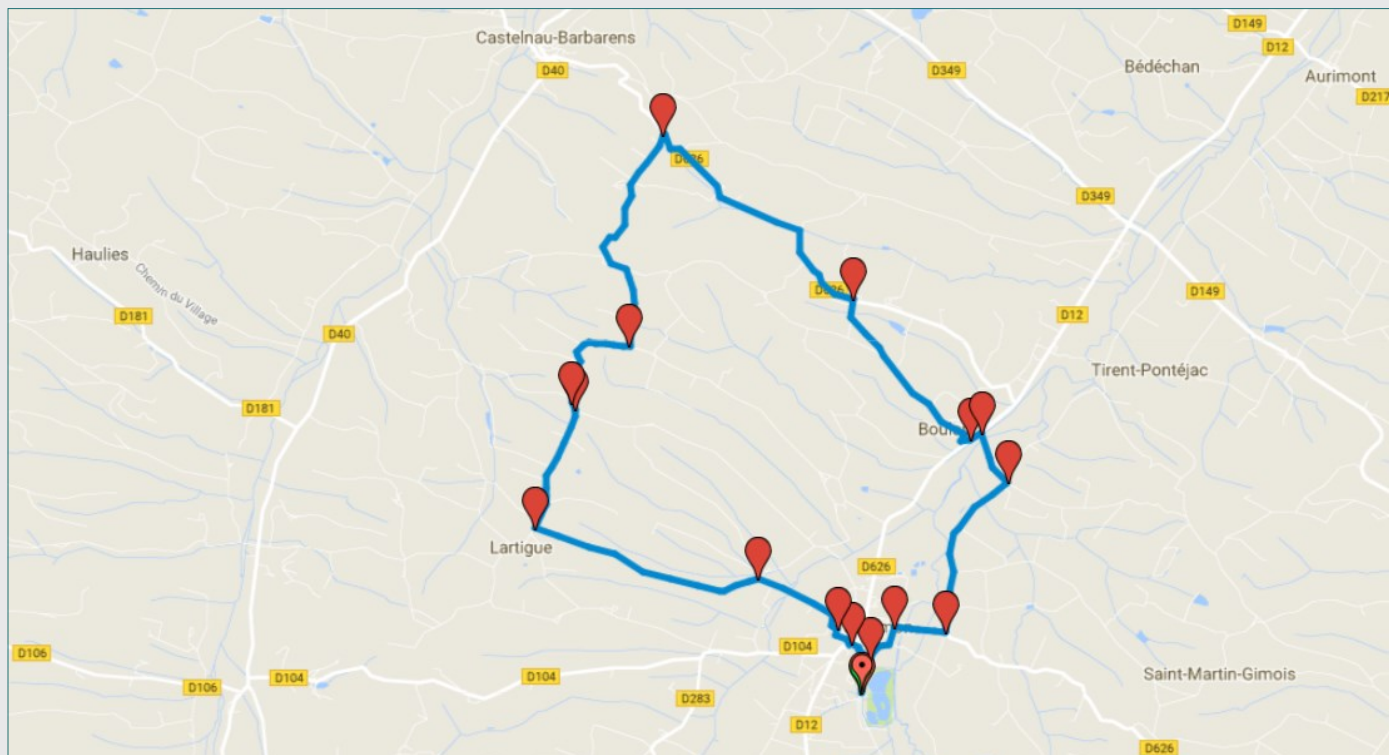 Castelnau-Barbarens
D149
D12
D40
D349
Bédéchan
Aurimont
D217
D349
Haulies
Chemin du Village
D149
D181
D12
D40
Tirent-Pontéjac
D181
Lartigue
D626
D106
D104
D104
D104
D106
D283
D12
Saint-Martin-Gimois
D626